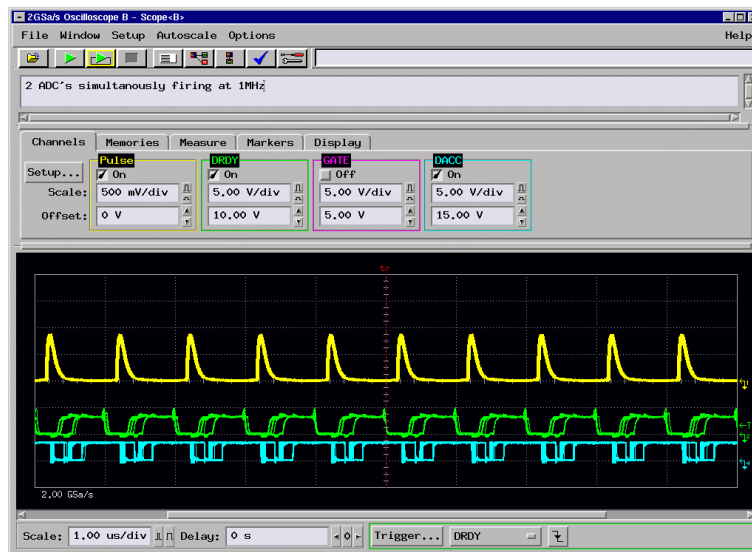 2GSa/s Oscilloscope B - Scope<B>
File Window Setup Autoscale Options Help
2 ADC's simultanously firing at 1MHz
Channels Memories Measure Markers Display
Pulse DRDY GATE DACC
Setup... On On Off On
Scale: 500 mV/div 5.00 V/div 5.00 V/div 5.00 V/div
Offset: 0 V 10.00 V 5.00 V 15.00 V
tr
2.00 GSa/s
Scale: 1.00 us/div Delay: 0 s Trigger... DRDY